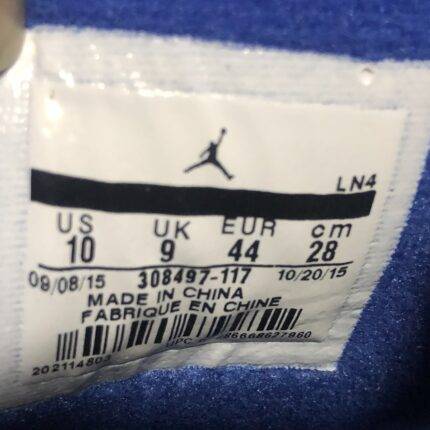 LN4
US UK EUR cm
10 9 44 28
09/08/15 308497-117 10/20/15
MADE IN CHINA
FABRIQUE EN CHINE
UPC